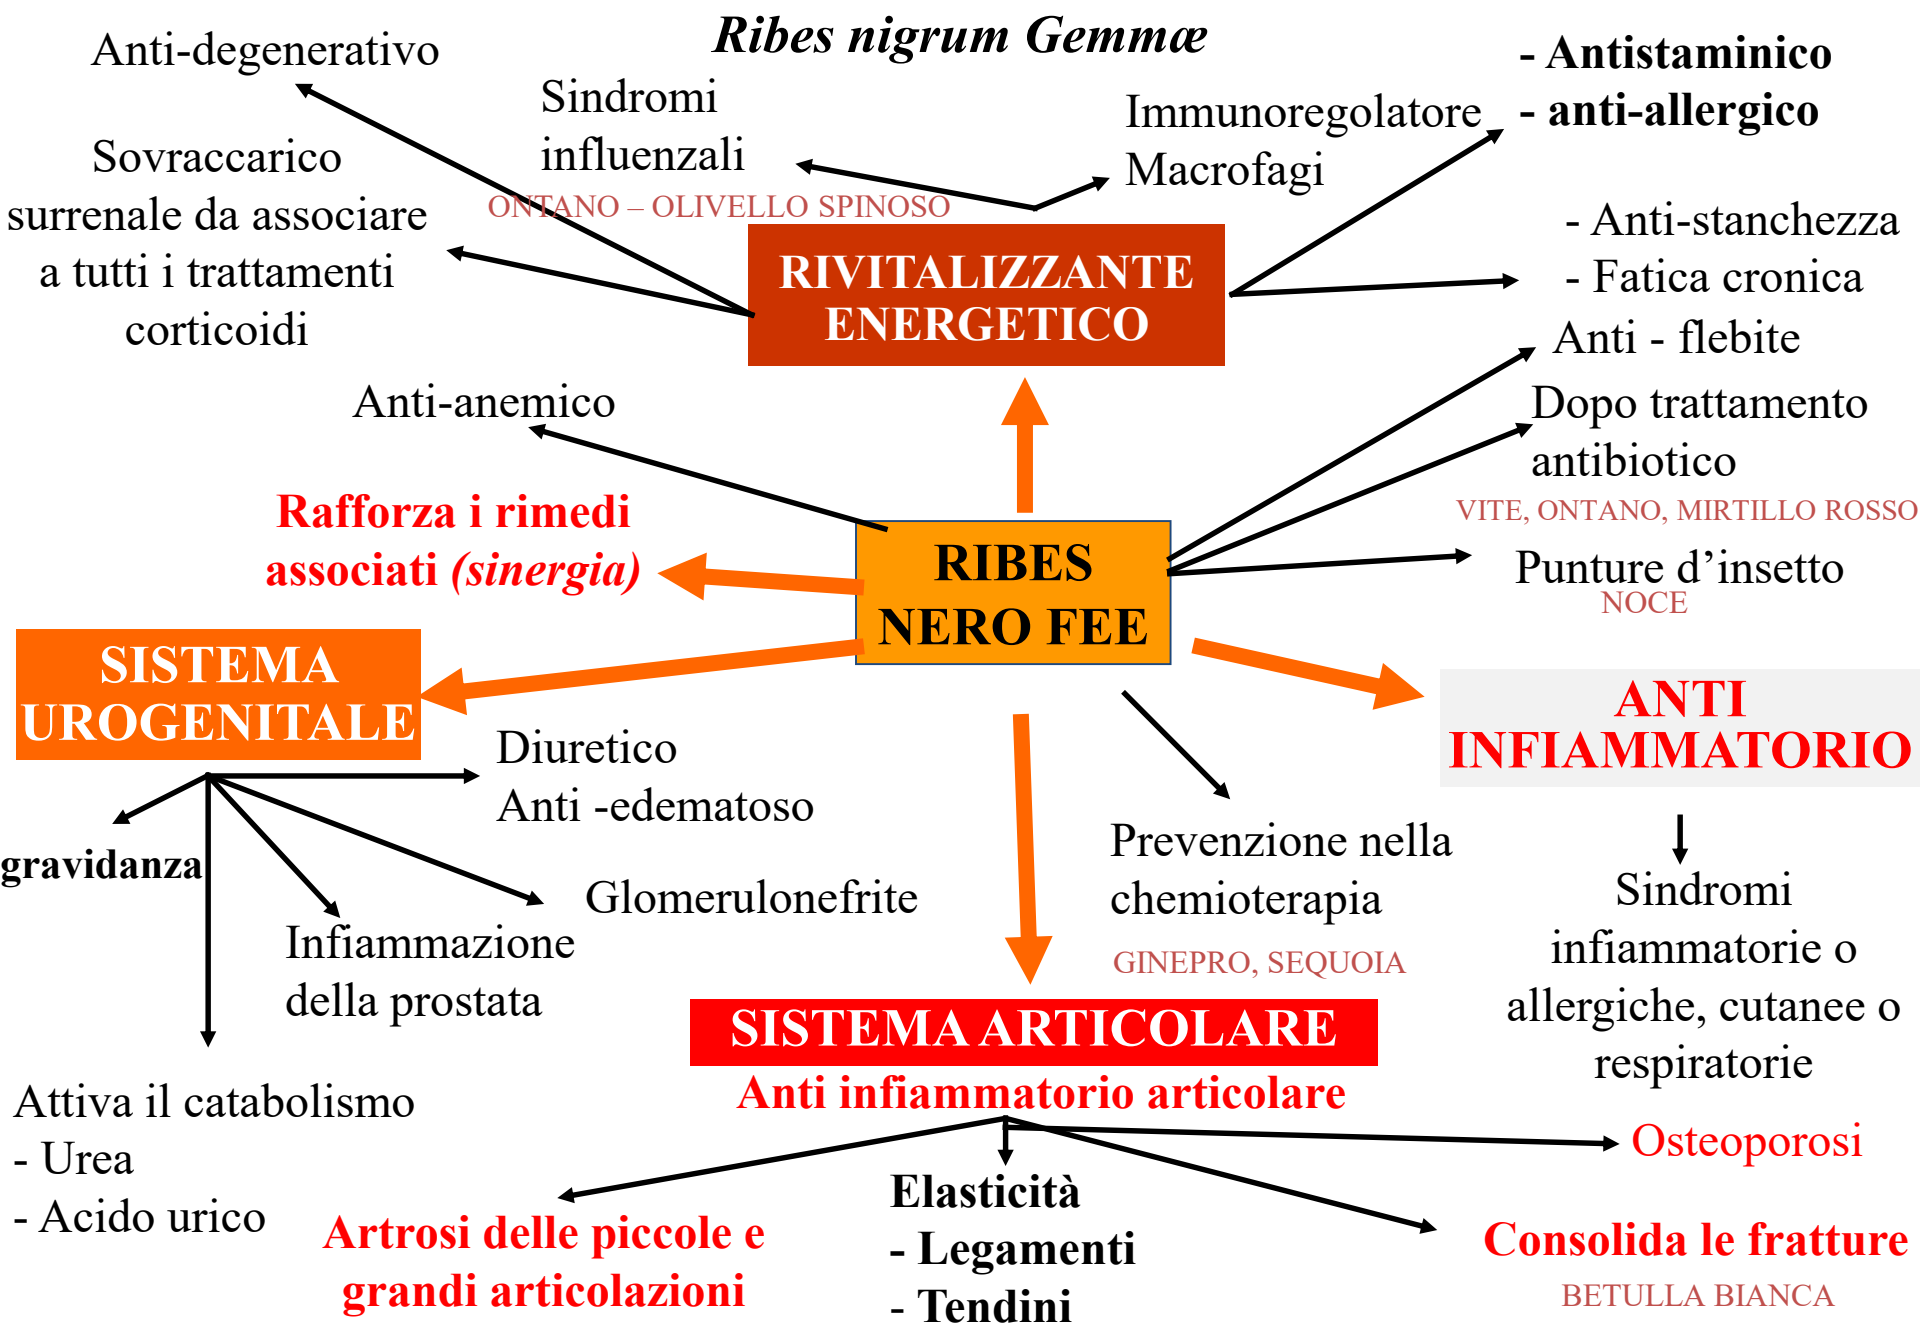 Ribes nigrum Gemmæ
Anti-degenerativo
Sindromi
influenzali
ONTANO – OLIVELLO SPINOSO
Immunoregolatore
Macrofagi
- Antistaminico
- anti-allergico
Sovraccarico
surrenale da associare
a tutti i trattamenti
corticoidi
RIVITALIZZANTE
ENERGETICO
- Anti-stanchezza
- Fatica cronica
Anti - flebite
Dopo trattamento
antibiotico
VITE, ONTANO, MIRTILLO ROSSO
Punture d’insetto
NOCE
Anti-anemico
Rafforza i rimedi
associati (sinergia)
RIBES
NERO FEE
SISTEMA
UROGENITALE
ANTI
INFIAMMATORIO
Diuretico
Anti -edematoso
gravidanza
Glomerulonefrite
Infiammazione
della prostata
Attiva il catabolismo
- Urea
- Acido urico
Prevenzione nella
chemioterapia
GINEPRO, SEQUOIA
Sindromi
infiammatorie o
allergiche, cutanee o
respiratorie
SISTEMA ARTICOLARE
Anti infiammatorio articolare
Artrosi delle piccole e
grandi articolazioni
Elasticità
- Legamenti
- Tendini
Osteoporosi
Consolida le fratture
BETULLA BIANCA